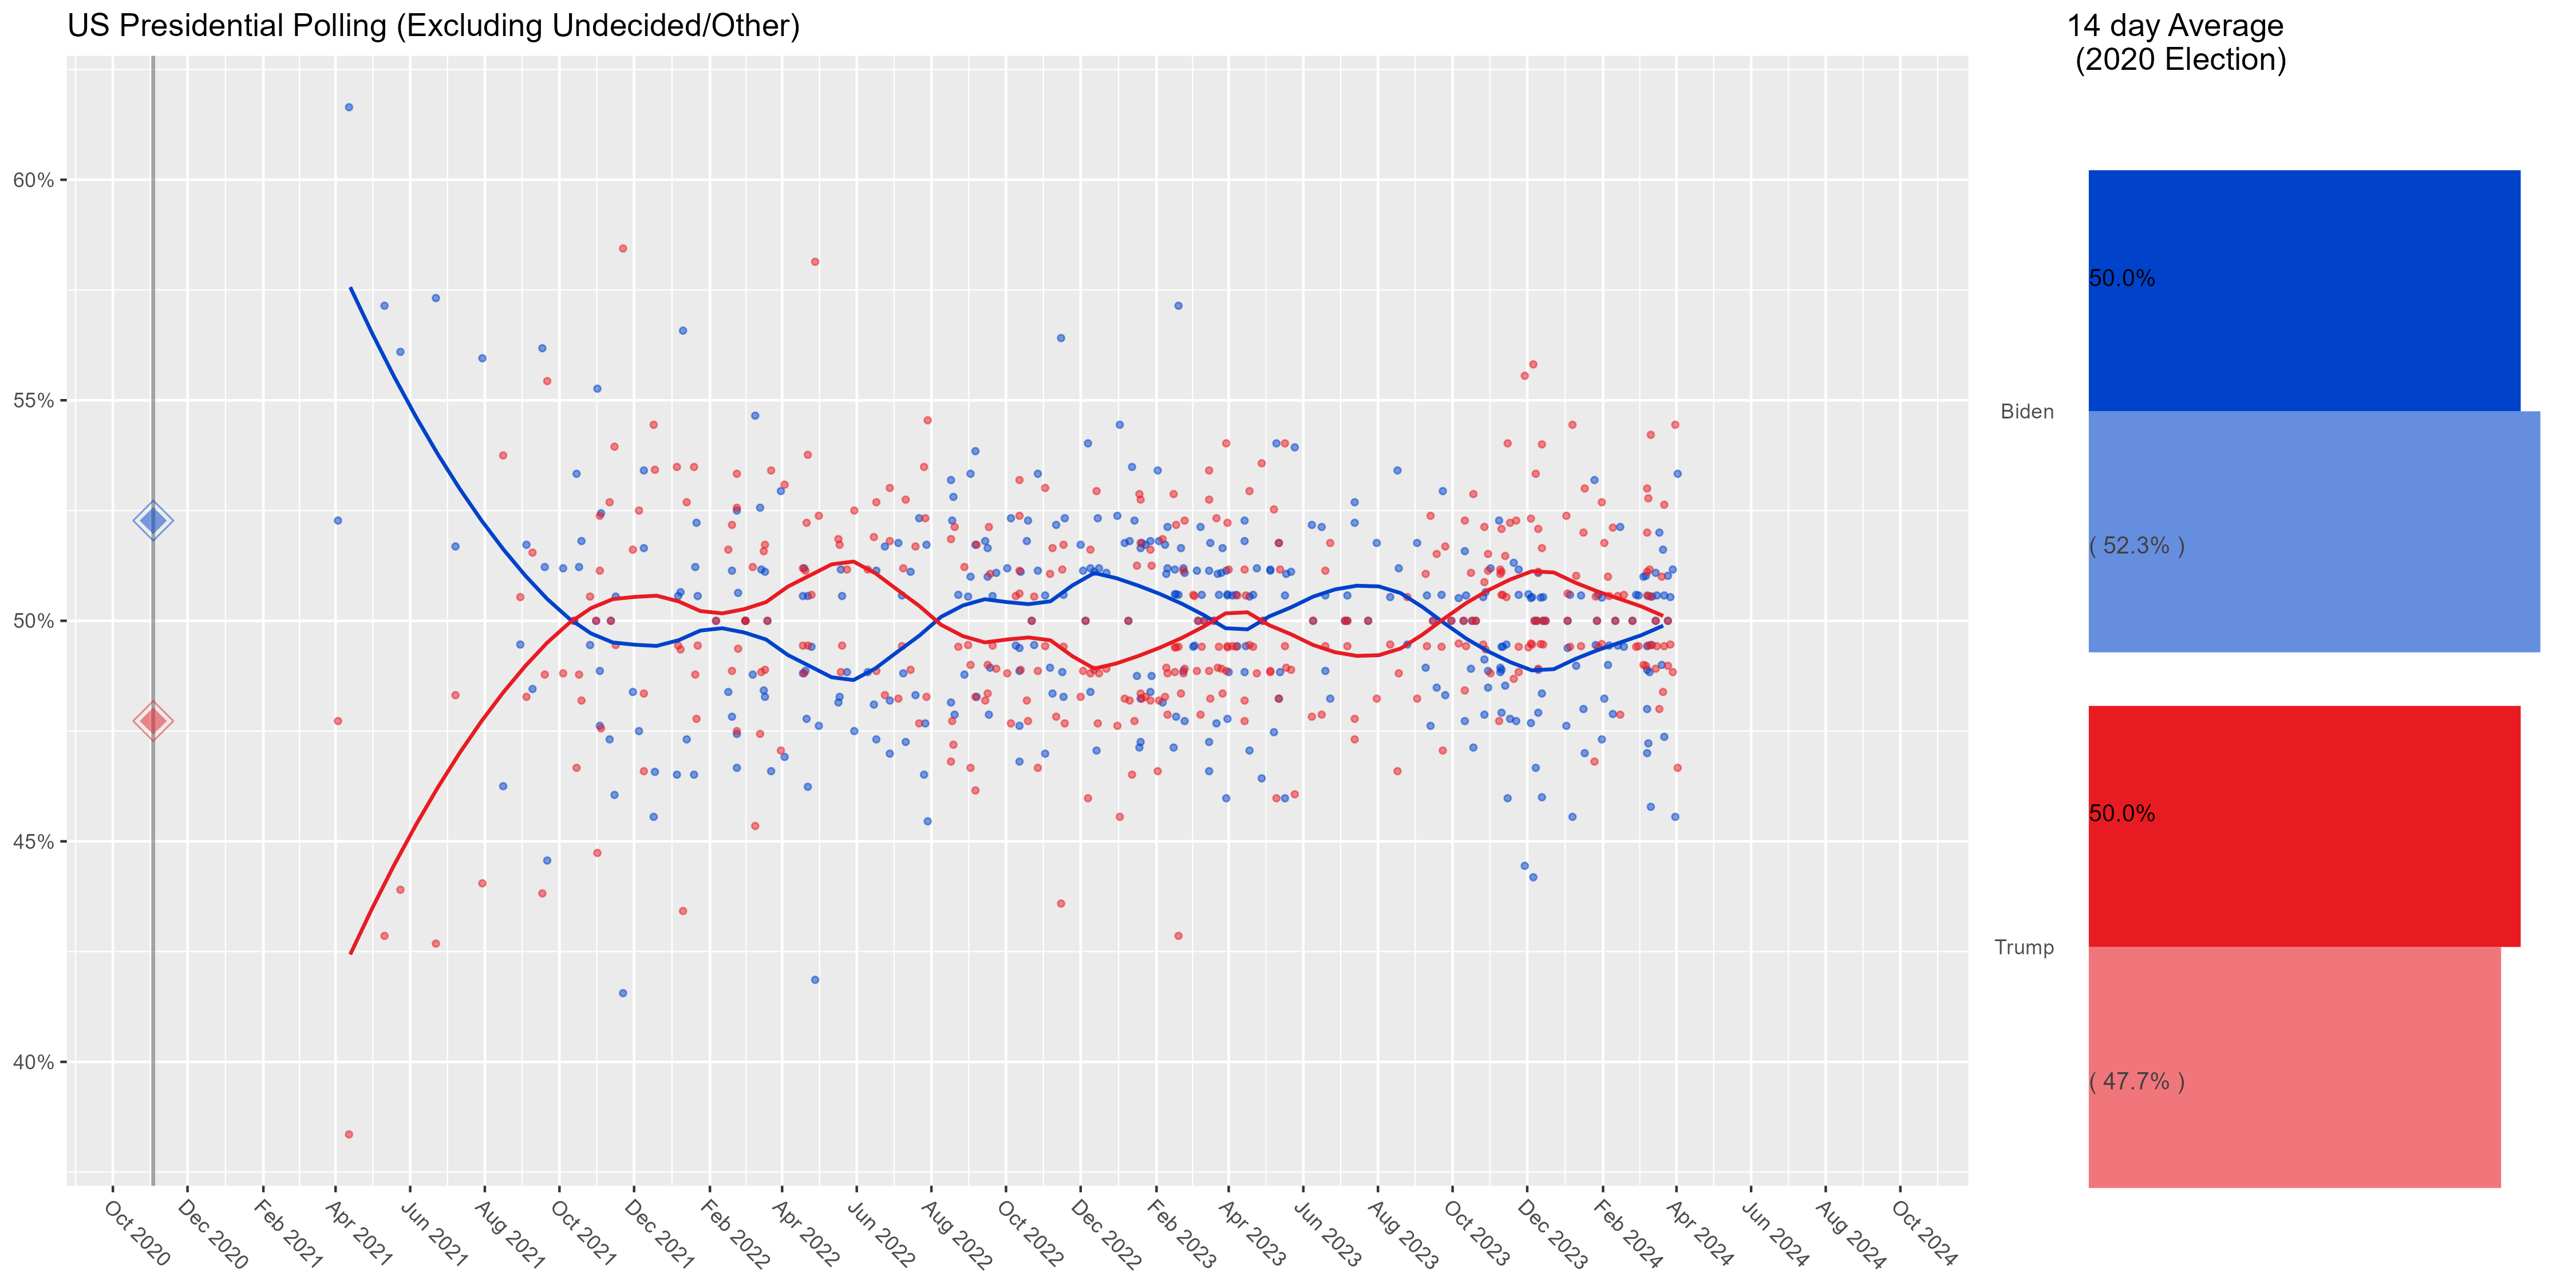 US Presidential Polling (Excluding Undecided/Other)
14 day Average
(2020 Election)
60%
55%
50%
45%
40%
Oct 2020
Dec 2020
Feb 2021
Apr 2021
Jun 2021
Aug 2021
Oct 2021
Dec 2021
Feb 2022
Apr 2022
Jun 2022
Aug 2022
Oct 2022
Dec 2022
Feb 2023
Apr 2023
Jun 2023
Aug 2023
Oct 2023
Dec 2023
Feb 2024
Apr 2024
Jun 2024
Aug 2024
Oct 2024
Biden
50.0%
( 52.3% )
Trump
50.0%
( 47.7% )